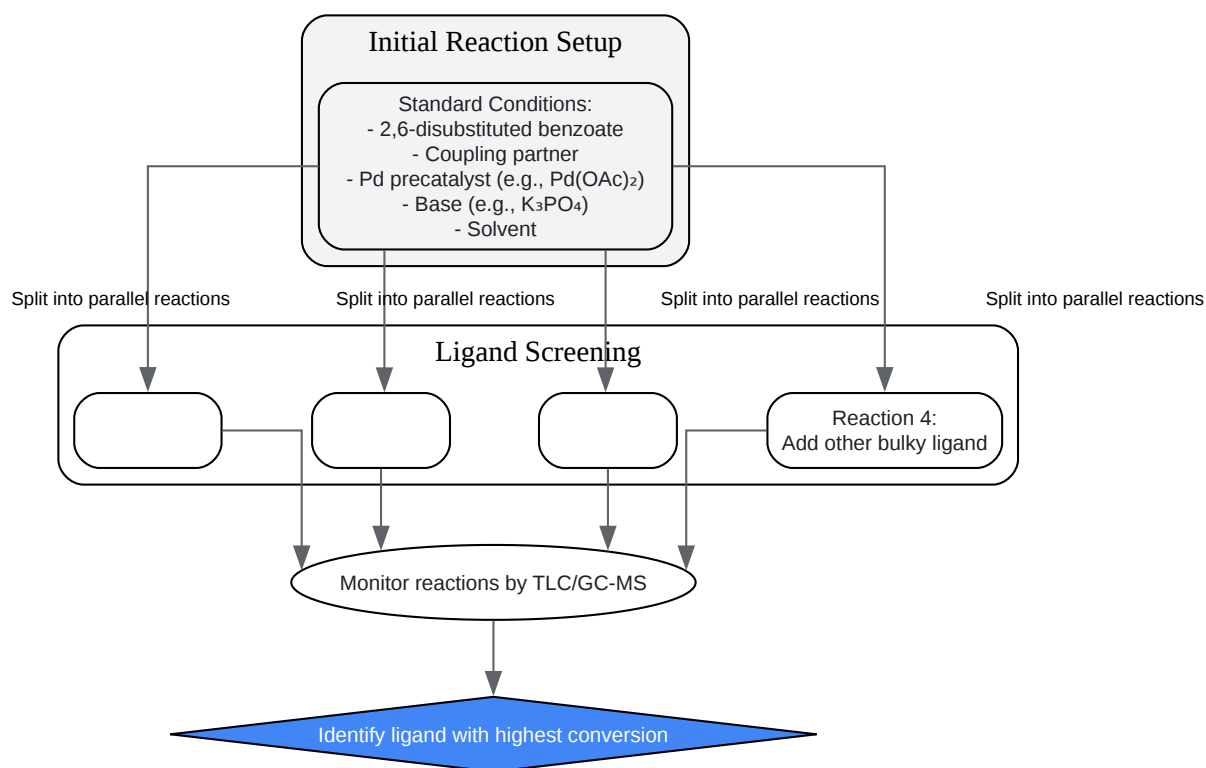 Initial Reaction Setup
Standard Conditions:
- 2,6-disubstituted benzoate
- Coupling partner
- Pd precatalyst (e.g., Pd(OAc)₂)
- Base (e.g., K₃PO₄)
- Solvent
Split into parallel reactions
Split into parallel reactions
Split into parallel reactions
Split into parallel reactions
Ligand Screening
Reaction 4:
Add other bulky ligand
Monitor reactions by TLC/GC-MS
Identify ligand with highest conversion